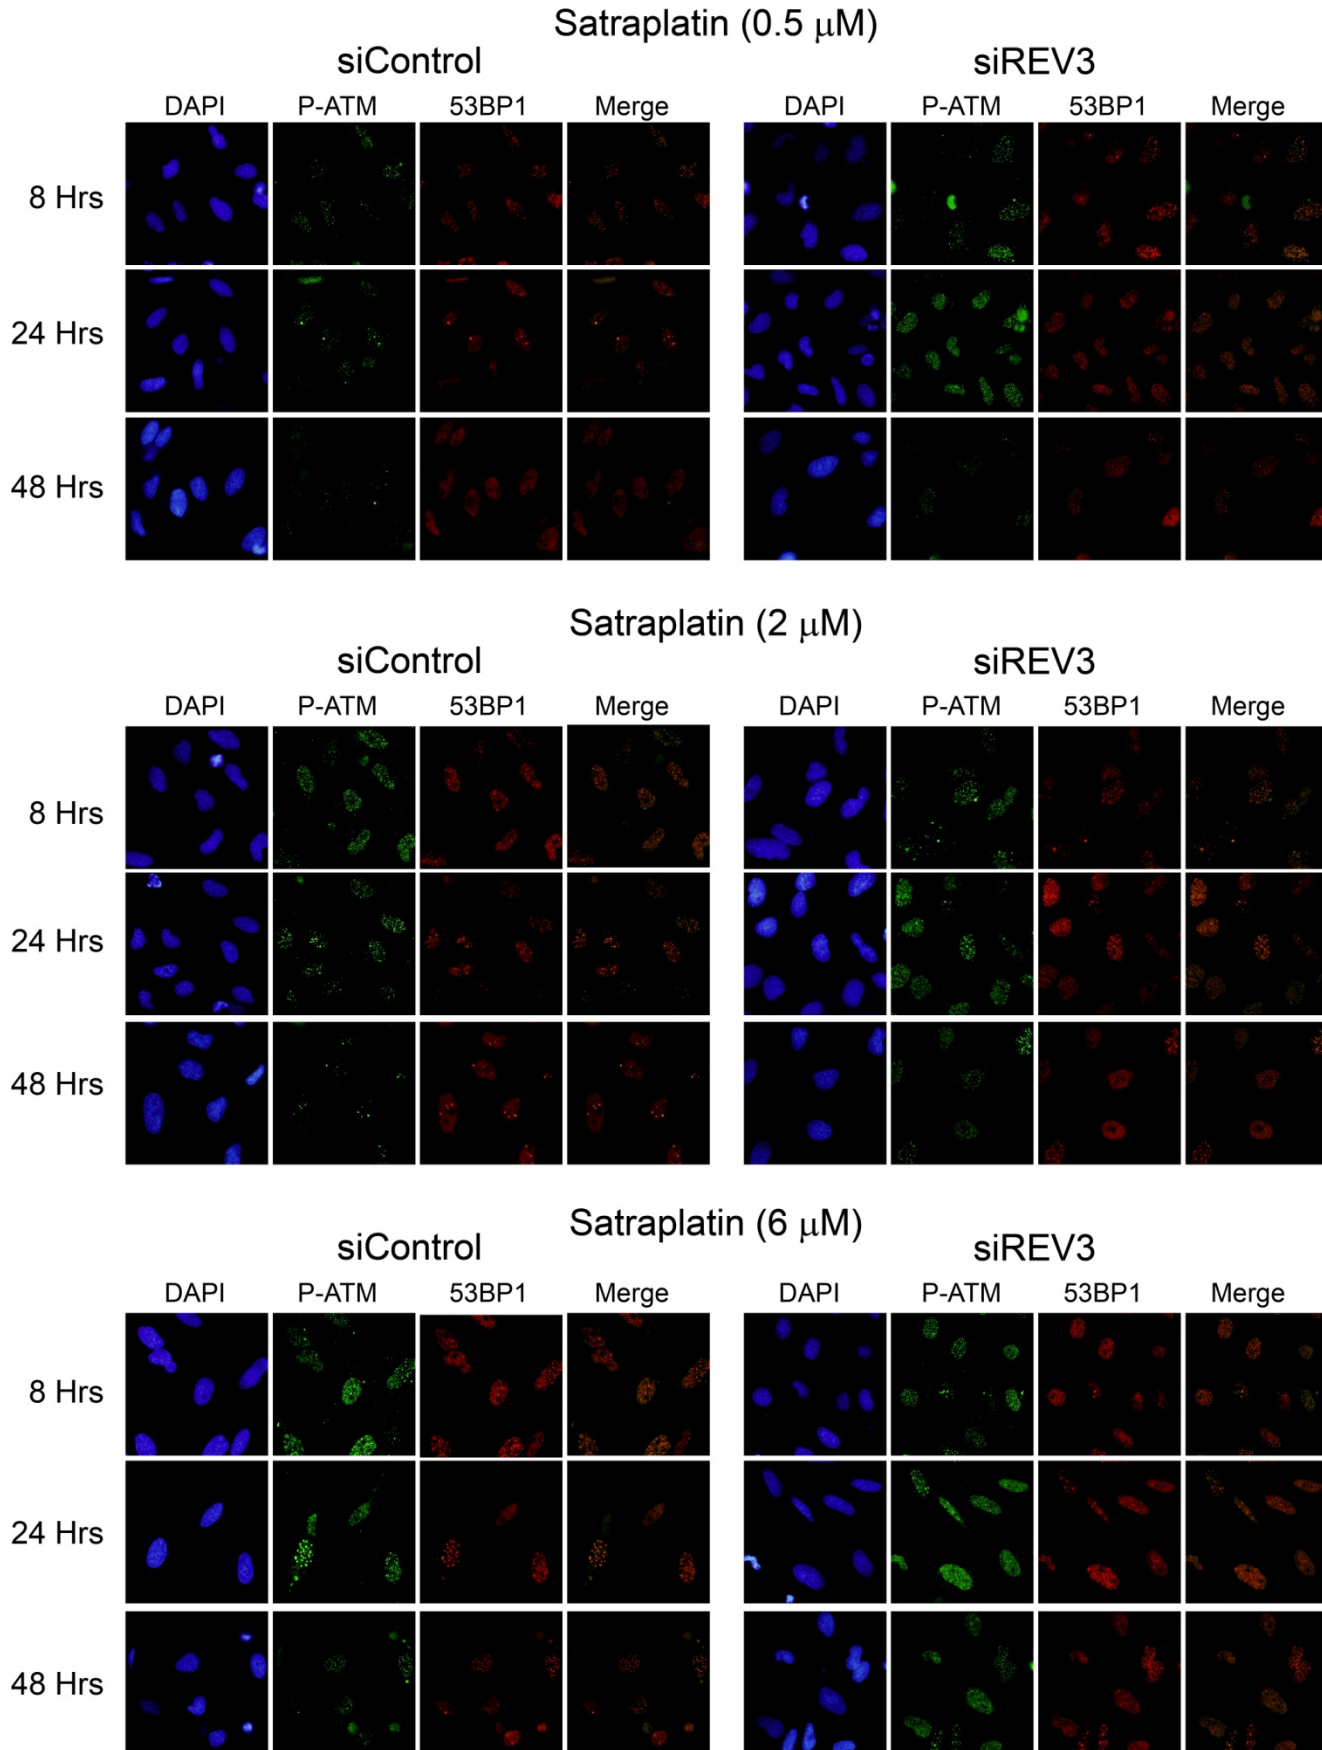 Satraplatin (0.5 μM)
siControl siREV3
DAPI P-ATM 53BP1 Merge DAPI P-ATM 53BP1 Merge
8 Hrs
24 Hrs
48 Hrs
Satraplatin (2 μM)
siControl siREV3
DAPI P-ATM 53BP1 Merge DAPI P-ATM 53BP1 Merge
8 Hrs
24 Hrs
48 Hrs
Satraplatin (6 μM)
siControl siREV3
DAPI P-ATM 53BP1 Merge DAPI P-ATM 53BP1 Merge
8 Hrs
24 Hrs
48 Hrs